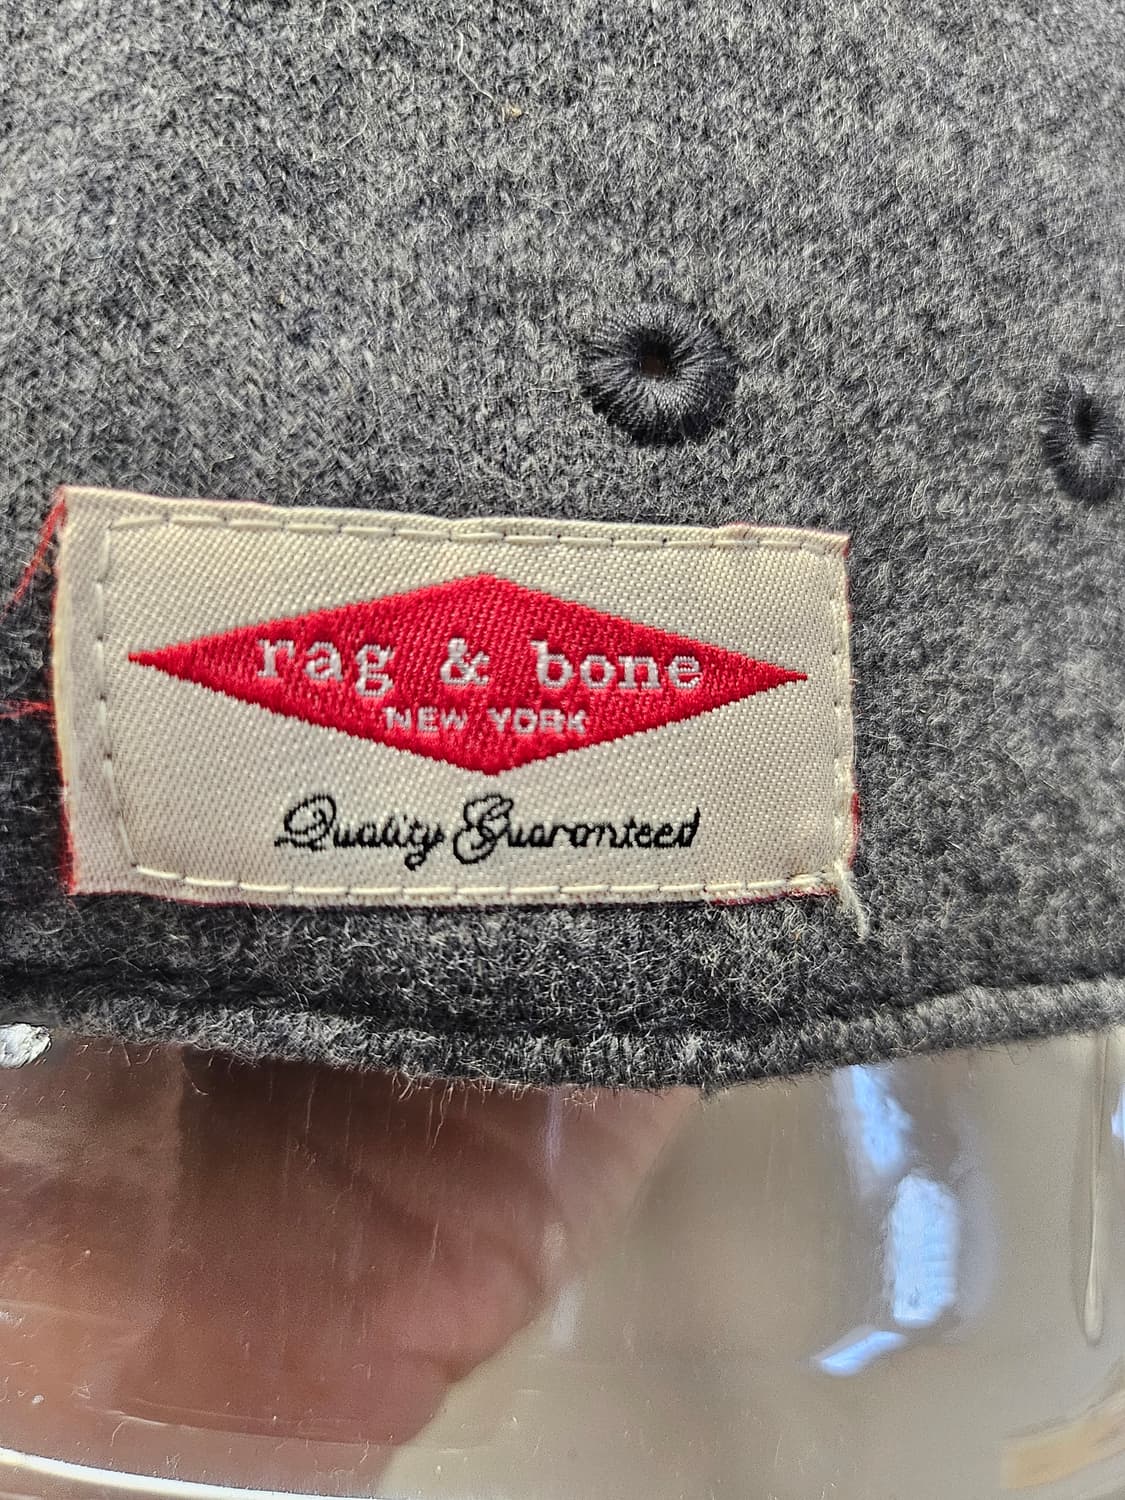 rag & bone
NEW YORK
Quality Guaranteed